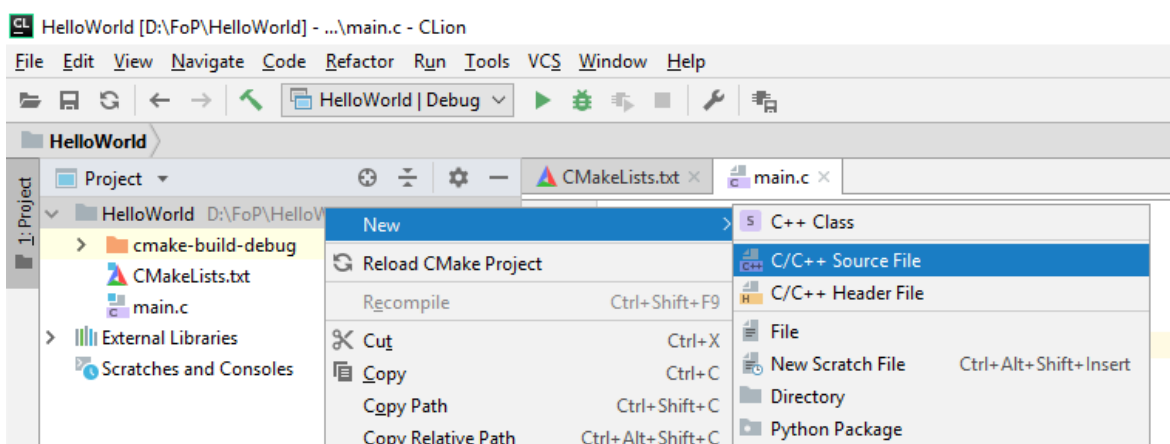 CL HelloWorld [D:\FoP\HelloWorld] - ...\main.c - CLion
File Edit View Navigate Code Refactor Run Tools VCS Window Help
HelloWorld | Debug
HelloWorld
1: Project
Project
CMakeLists.txt
main.c
HelloWorld D:\FoP\HelloW
cmake-build-debug
CMakeLists.txt
main.c
External Libraries
Scratches and Consoles
New
Reload CMake Project
Recompile Ctrl+Shift+F9
Cut Ctrl+X
Copy Ctrl+C
Copy Path Ctrl+Shift+C
Copy Relative Path Ctrl+Alt+Shift+C
S C++ Class
C++ C/C++ Source File
H C/C++ Header File
File
New Scratch File Ctrl+Alt+Shift+Insert
Directory
Python Package